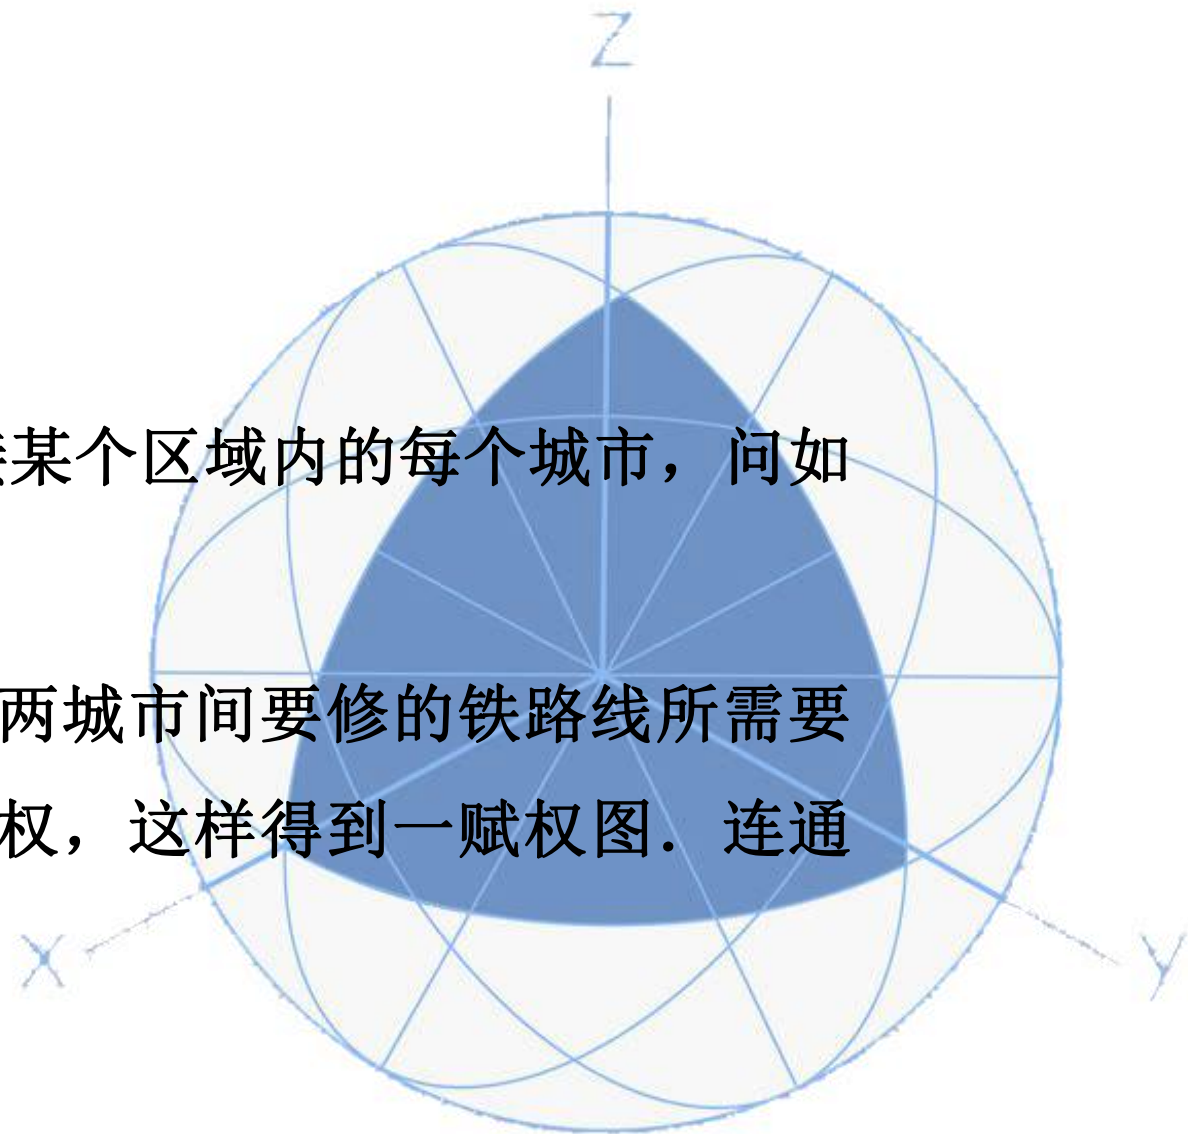 Z
某个区域内的每个城市，问如
两城市间要修的铁路线所需要
权，这样得到一赋权图．连通
X
Y